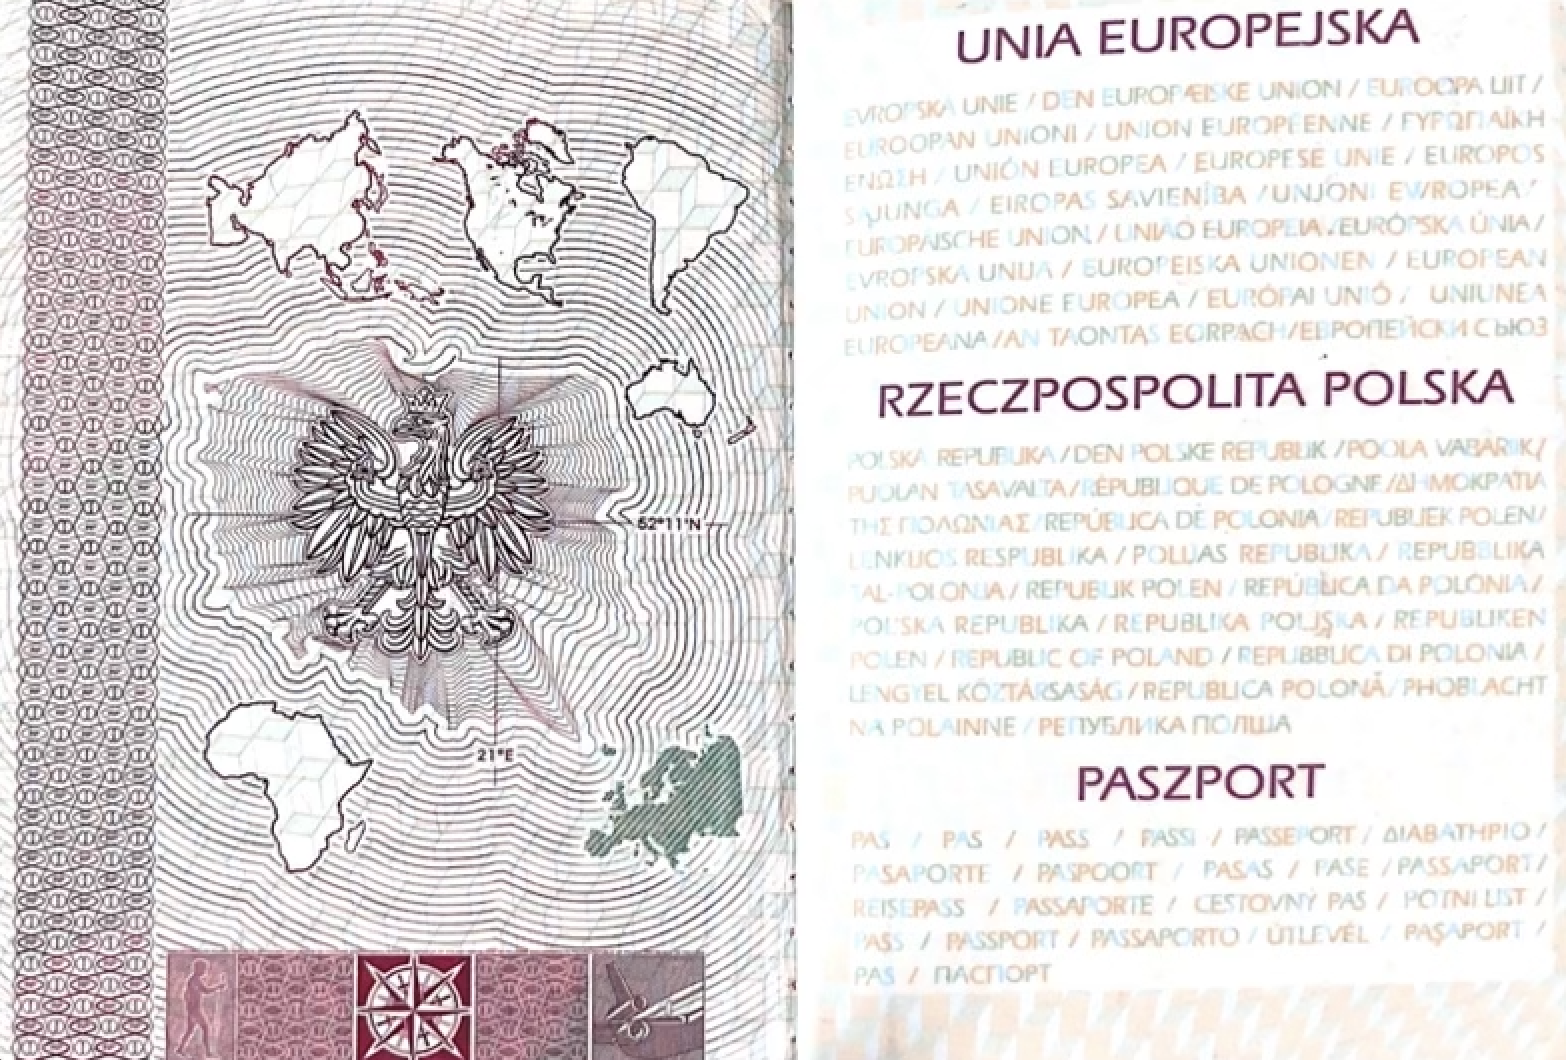 52°11'N
21°E
UNIA EUROPEJSKA
EVROPSKA UNIE / DEN EUROPÆISKE UNION / EUROOPA LIIT /
EUROOPAN UNIONI / UNION EUROPÉENNE / ΕΥΡΩΠΑΪΚΗ
ΕΝΩΣΗ / UNIÓN EUROPEA / EUROPESE UNIE / EUROPOS
SAJUNGA / EIROPAS SAVIENĪBA / UNJONI EWROPEA /
EUROPÄISCHE UNION / UNIÃO EUROPEIA / EURÓPSKA ÚNIA /
EVROPSKA UNIJA / EUROPEISKA UNIONEN / EUROPEAN
UNION / UNIONE EUROPEA / EURÓPAI UNIÓ / UNIUNEA
EUROPEANA / AN TAONTAS EORPACH / ЕВРОПЕЙСКИ СЪЮЗ
RZECZPOSPOLITA POLSKA
POLSKÁ REPUBLIKA / DEN POLSKE REPUBLIK / POOLA VABARIIK /
PUOLAN TASAVALTA / RÉPUBLIQUE DE POLOGNE / ΔΗΜΟΚΡΑΤΙΑ
ΤΗΣ ΠΟΛΩΝΙΑΣ / REPÚBLICA DE POLONIA / REPUBLIEK POLEN /
LENKIJOS RESPUBLIKA / POLIJAS REPUBLIKA / REPUBBLIKA
TAL-POLONJA / REPUBLIK POLEN / REPÚBLICA DA POLÓNIA /
POĽSKÁ REPUBLIKA / REPUBLIKA POLJSKA / REPUBLIKEN
POLEN / REPUBLIC OF POLAND / REPUBBLICA DI POLONIA /
LENGYEL KÖZTÁRSASÁG / REPUBLICA POLONĂ / PHOBLACHT
NA POLAINNE / РЕПУБЛИКА ПОЛША
PASZPORT
PAS / PAS / PASS / PASSI / PASSEPORT / ΔΙΑΒΑΤΗΡΙΟ /
PASAPORTE / PASPOORT / PASAS / PASE / PASSAPORT /
REISEPASS / PASSAPORTE / CESTOVNÝ PAS / POTNI LIST /
PASS / PASSPORT / PASSAPORTO / ÚTLEVÉL / PAȘAPORT /
PAS / ПАСПОРТ